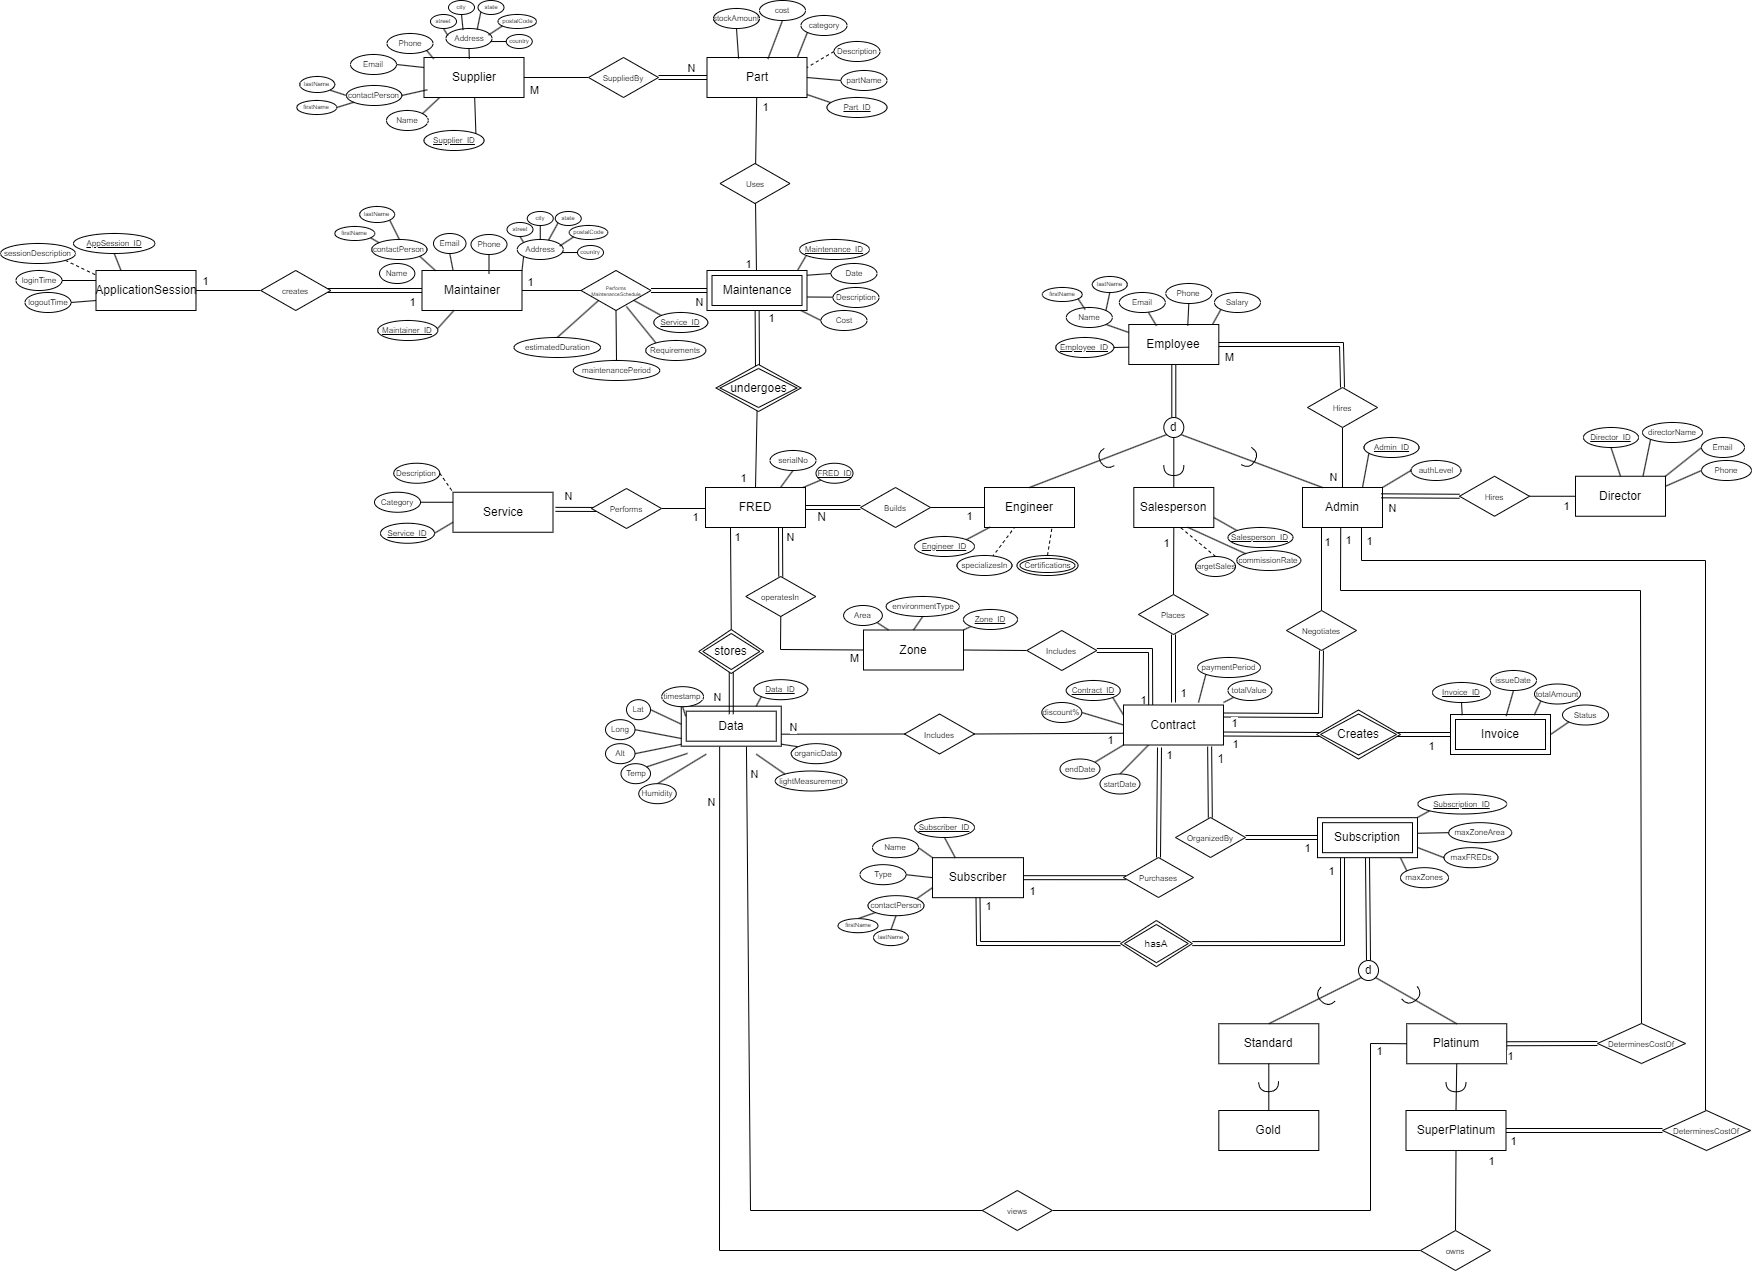 city
state
street
postalCode
Address
country
Phone
Email
Supplier
lastName
contactPerson
firstName
Name
Supplier_ID
M
SuppliedBy
N
stockAmount
cost
category
Description
Part
partName
Part_ID
1
Uses
1
sessionDescription
AppSession_ID
loginTime
logoutTime
ApplicationSession
1
creates
1
lastName
firstName
contactPerson
Name
Email
Phone
city
state
street
postalCode
Address
country
Maintainer
Maintainer_ID
1
Performs
MaintenanceSchedule
N
Service_ID
estimatedDuration
Requirements
maintenancePeriod
Maintenance_ID
Date
Maintenance
Description
Cost
1
undergoes
1
firstName
lastName
Name
Email
Phone
Salary
Employee_ID
Employee
M
Hires
N
d
Description
Category
Service_ID
Service
N
Performs
1
serialNo
FRED_ID
FRED
N
Builds
1
Engineer
Engineer_ID
specializesIn
Certifications
Salesperson
Salesperson_ID
commissionRate
argetSales
1
Admin_ID
authLevel
Admin
N
Hires
1
Director_ID
directorName
Email
Phone
Director
1
1
1
1
N
operatesIn
M
Area
environmentType
Zone_ID
Zone
Includes
1
Places
1
Negotiates
1
stores
N
timestamp
Data_ID
Lat
Long
Alt
Temp
Humidity
Data
organicData
lightMeasurement
N
N
N
Includes
1
Contract_ID
discount%
endDate
startDate
paymentPeriod
totalValue
Contract
1
1
1
Creates
1
Invoice_ID
issueDate
totalAmount
Status
Invoice
OrganizedBy
1
Subscription_ID
maxZoneArea
maxFREDs
maxZones
Subscription
1
Subscriber_ID
Name
Type
contactPerson
firstName
lastName
Subscriber
1
Purchases
1
hasA
d
Standard
Platinum
1
1
DeterminesCostOf
Gold
SuperPlatinum
1
1
DeterminesCostOf
views
owns